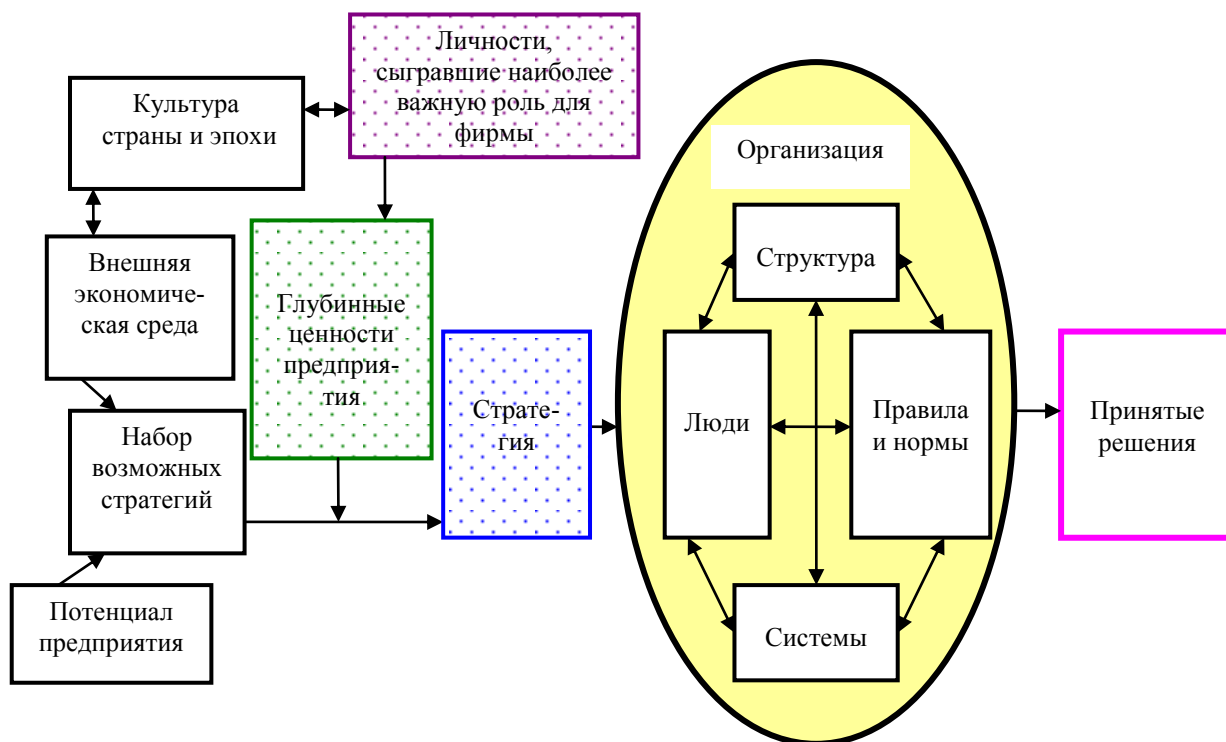 Личности,
сыгравшие наиболее
важную роль для
фирмы
Культура
страны и эпохи
Организация
Структура
Внешняя
экономиче-
ская среда
Глубинные
ценности
предприя-
тия
Страте-
гия
Люди
Правила
и нормы
Принятые
решения
Набор
возможных
стратегий
Потенциал
предприятия
Системы